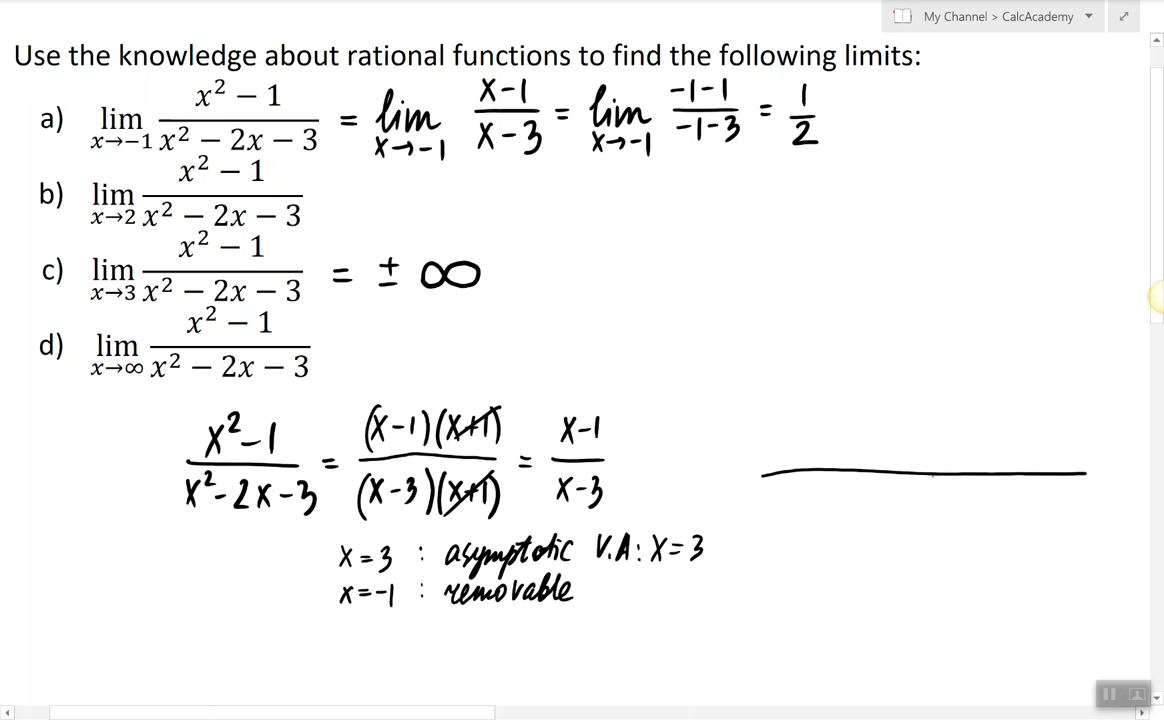 My Channel > CalcAcademy
Use the knowledge about rational functions to find the following limits:
a) lim x→−1 (x² − 1)/(x² − 2x − 3) = lim x→−1 (x−1)/(x−3) = lim x→−1 (−1−1)/(−1−3) = 1/2
b) lim x→2 (x² − 1)/(x² − 2x − 3)
c) lim x→3 (x² − 1)/(x² − 2x − 3) = ± ∞
d) lim x→∞ (x² − 1)/(x² − 2x − 3)
(x²−1)/(x²−2x−3) = ((x−1)(x+1))/((x−3)(x+1)) = (x−1)/(x−3)
x = 3 : asymptotic V.A: x = 3
x = −1 : removable